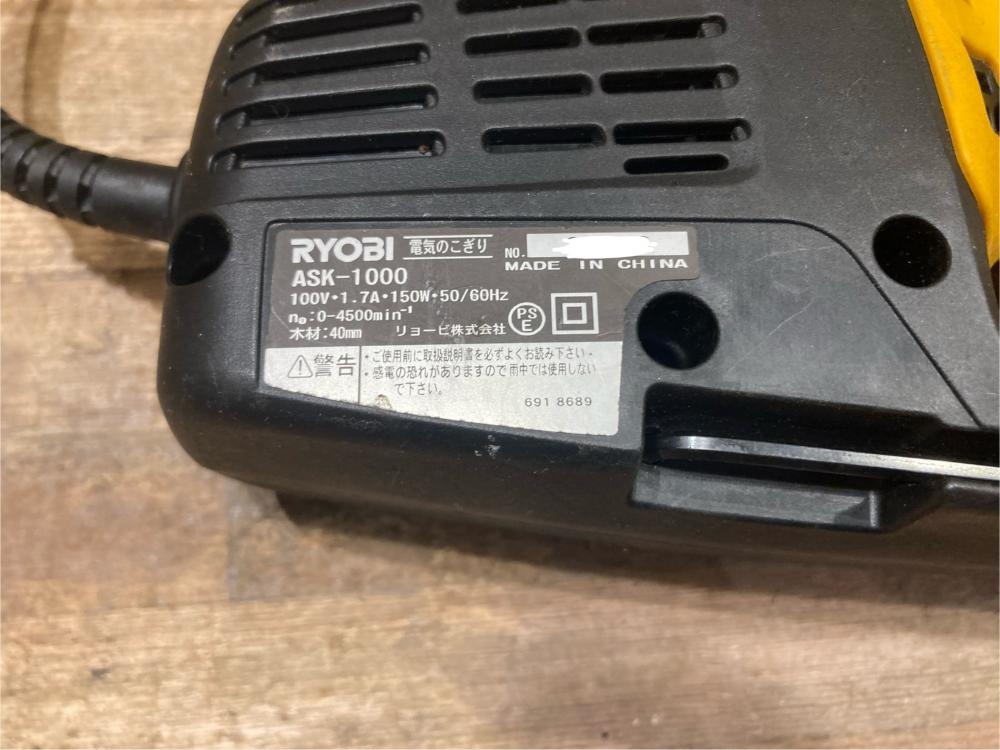 RYOBI 電気のこぎり NO.
MADE IN CHINA
ASK-1000
100V・1.7A・150W・50/60Hz
n₀:0-4500min⁻¹
木材:40mm リョービ株式会社
PS
E
⚠警告 ・ご使用前に取扱説明書を必ずよくお読み下さい。
・感電の恐れがありますので雨中では使用しない
で下さい。
691 8689